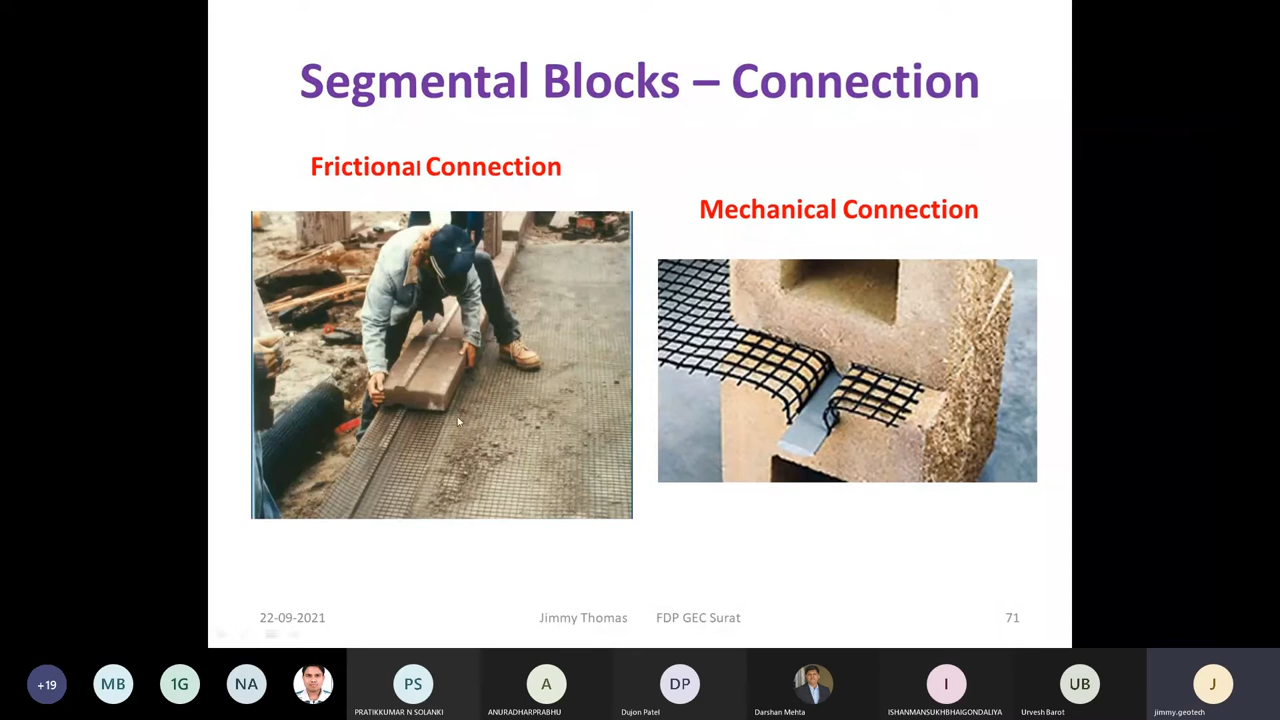 Segmental Blocks – Connection
Frictional Connection
Mechanical Connection
22-09-2021
Jimmy Thomas
FDP GEC Surat
71
+19
MB
1G
NA
PS
PRATIKKUMAR N SOLANKI
A
ANURADHARPRABHU
DP
Dujon Patel
Darshan Mehta
I
ISHANMANSUKHBHAIGONDALIYA
UB
Urvesh Barot
J
jimmy.geotech